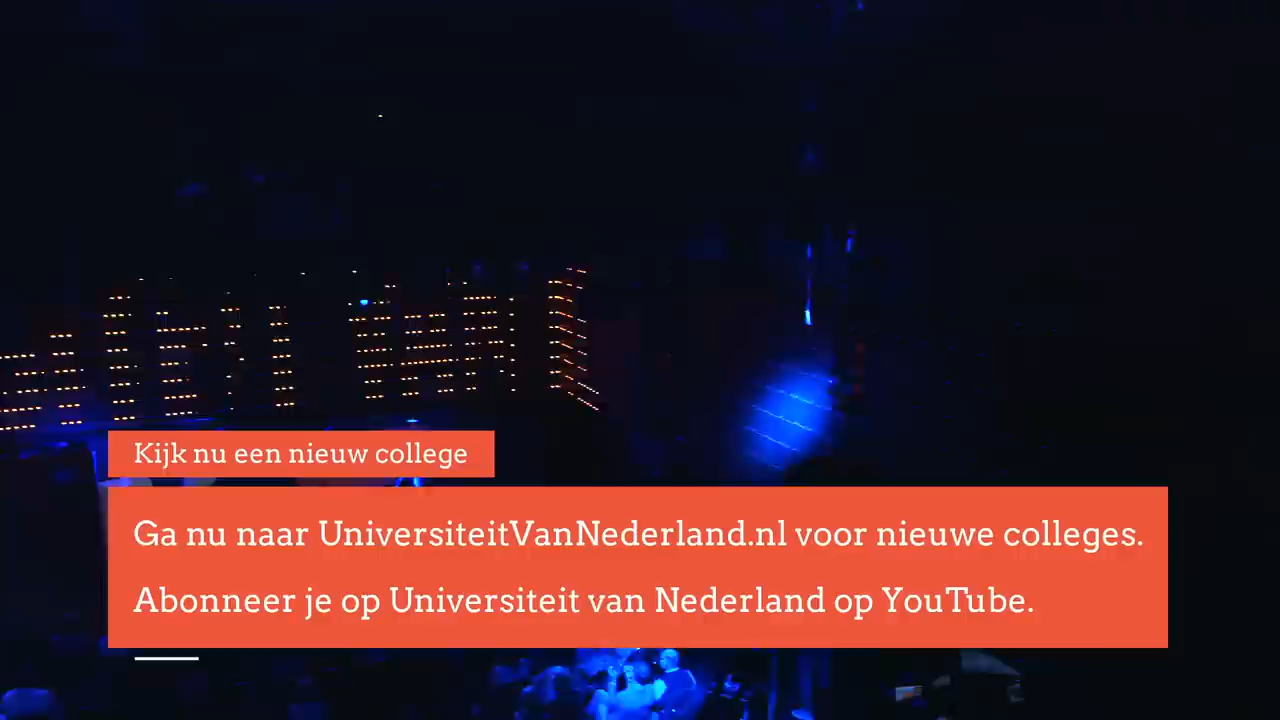 Kijk nu een nieuw college
Ga nu naar UniversiteitVanNederland.nl voor nieuwe colleges.
Abonneer je op Universiteit van Nederland op YouTube.